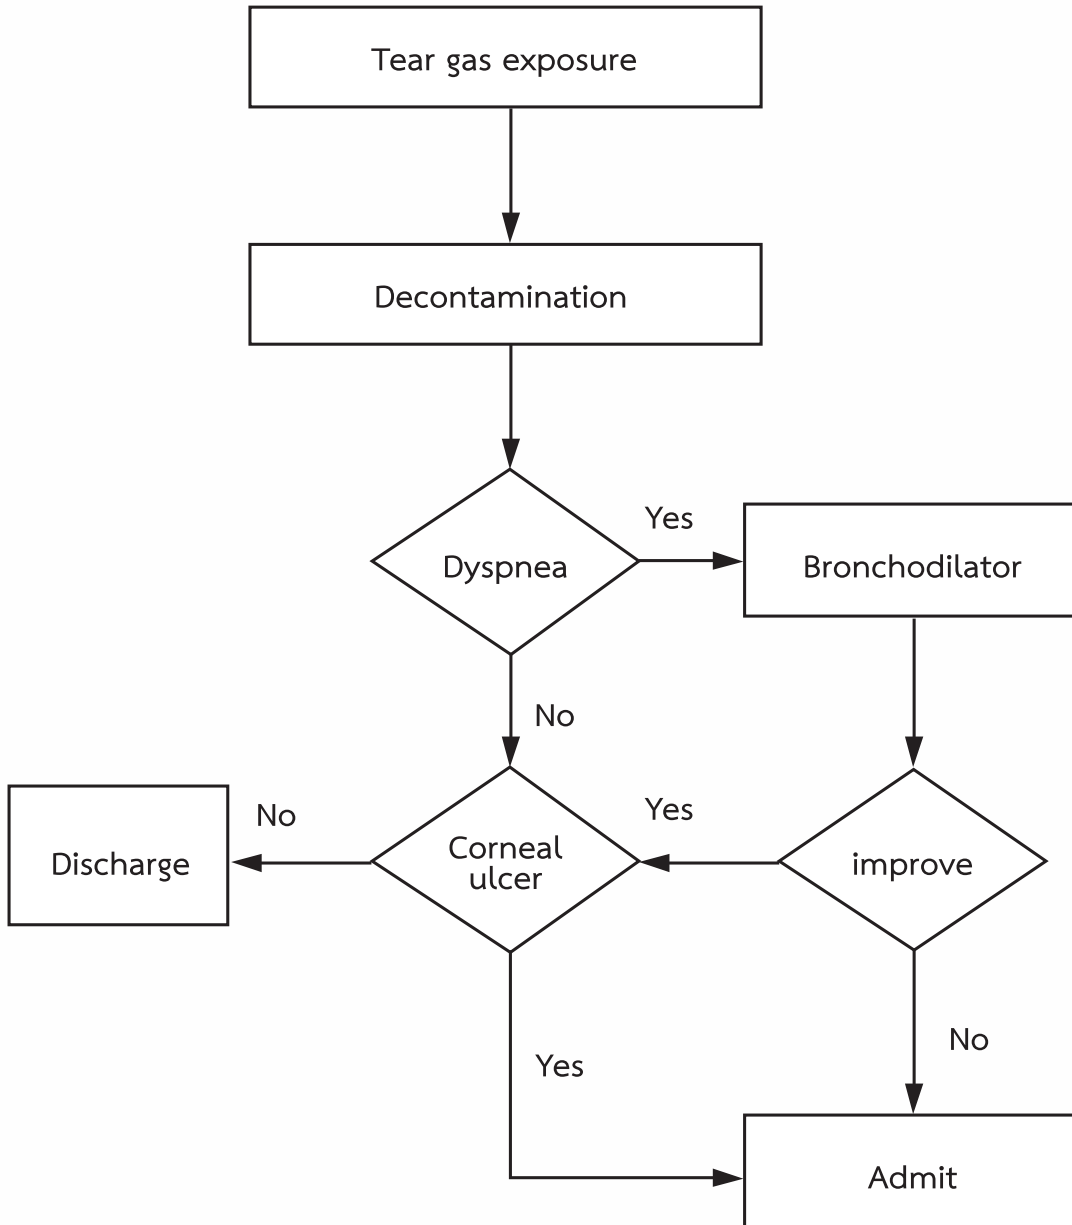 Tear gas exposure
Decontamination
Yes
Dyspnea
Bronchodilator
No
No
Yes
Discharge
Corneal
ulcer
improve
Yes
No
Admit